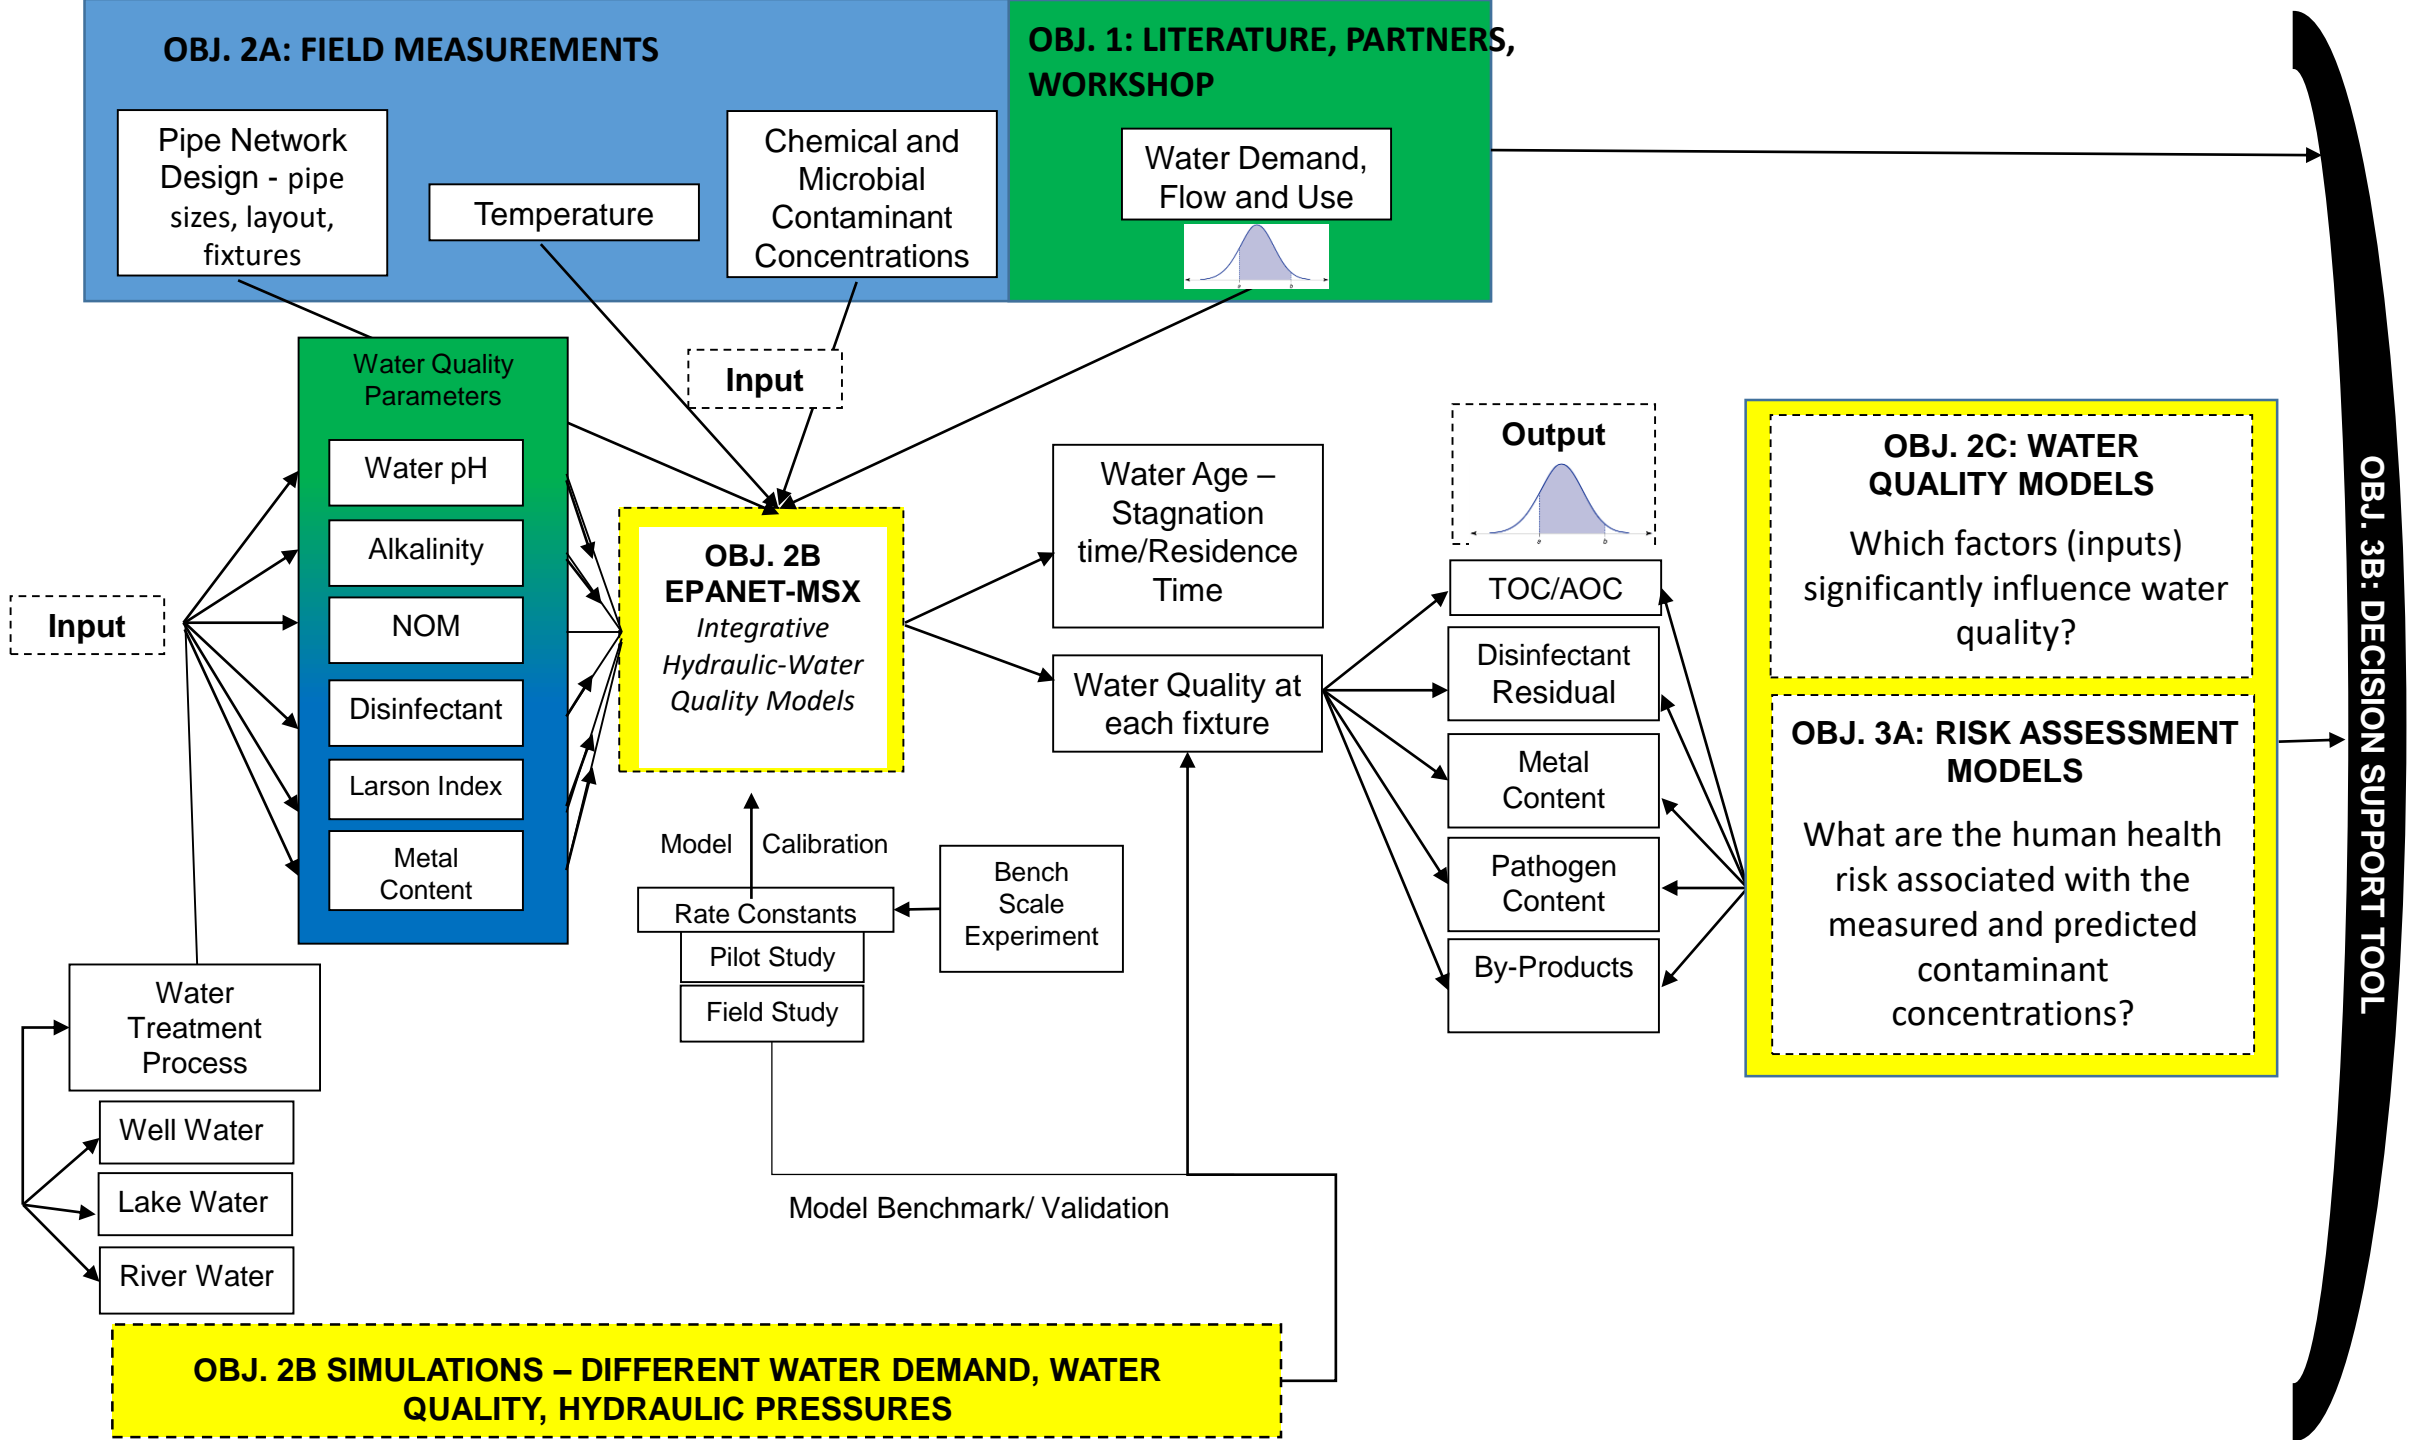 OBJ. 2A: FIELD MEASUREMENTS
OBJ. 1: LITERATURE, PARTNERS,
WORKSHOP
Pipe Network
Design - pipe
sizes, layout,
fixtures
Temperature
Chemical and
Microbial
Contaminant
Concentrations
Water Demand,
Flow and Use
a b
Input
Water Quality
Parameters
Water pH
Alkalinity
NOM
Disinfectant
Larson Index
Metal
Content
Input
OBJ. 2B
EPANET-MSX
Integrative
Hydraulic-Water
Quality Models
Water Age –
Stagnation
time/Residence
Time
Water Quality at
each fixture
Output
a b
TOC/AOC
Disinfectant
Residual
Metal
Content
Pathogen
Content
By-Products
OBJ. 2C: WATER
QUALITY MODELS
Which factors (inputs)
significantly influence water
quality?
OBJ. 3A: RISK ASSESSMENT
MODELS
What are the human health
risk associated with the
measured and predicted
contaminant
concentrations?
OBJ. 3B: DECISION SUPPORT TOOL
Model Calibration
Rate Constants
Pilot Study
Field Study
Bench
Scale
Experiment
Water
Treatment
Process
Well Water
Lake Water
River Water
Model Benchmark/ Validation
OBJ. 2B SIMULATIONS – DIFFERENT WATER DEMAND, WATER
QUALITY, HYDRAULIC PRESSURES